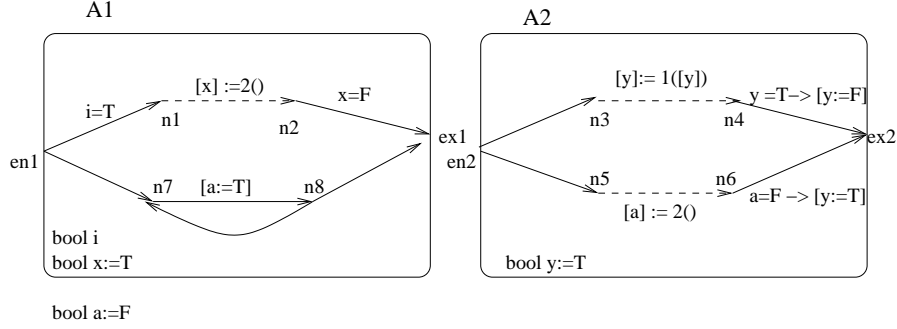 A1
A2
[x] :=2()
[y]:= 1([y])
i=T
x=F
y =T−> [y:=F]
n1
n2
n3
n4
en1
ex1
en2
ex2
n7
[a:=T]
n8
n5
n6
[a] := 2()
a=F −> [y:=T]
bool i
bool x:=T
bool y:=T
bool a:=F